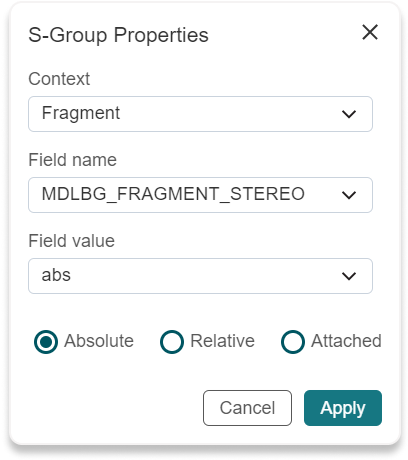 S-Group Properties
Context
Fragment
Field name
MDLBG_FRAGMENT_STEREO
Field value
abs
Absolute Relative Attached
Cancel Apply